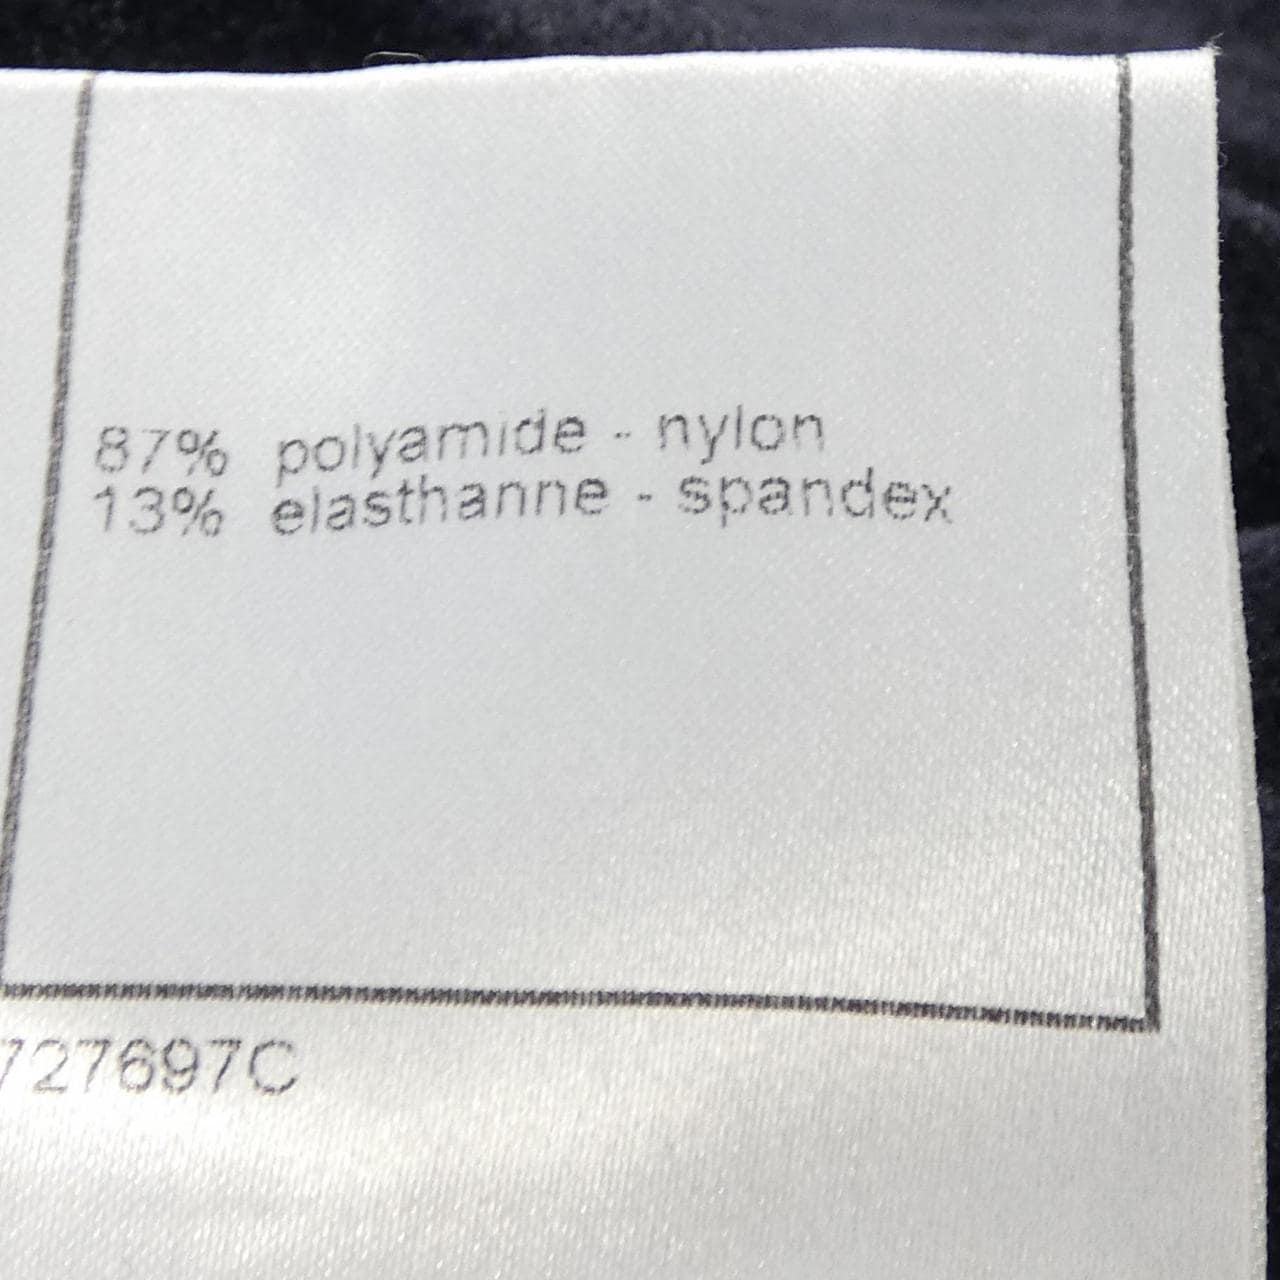 87% polyamide - nylon
13% elasthanne - spandex
727697C